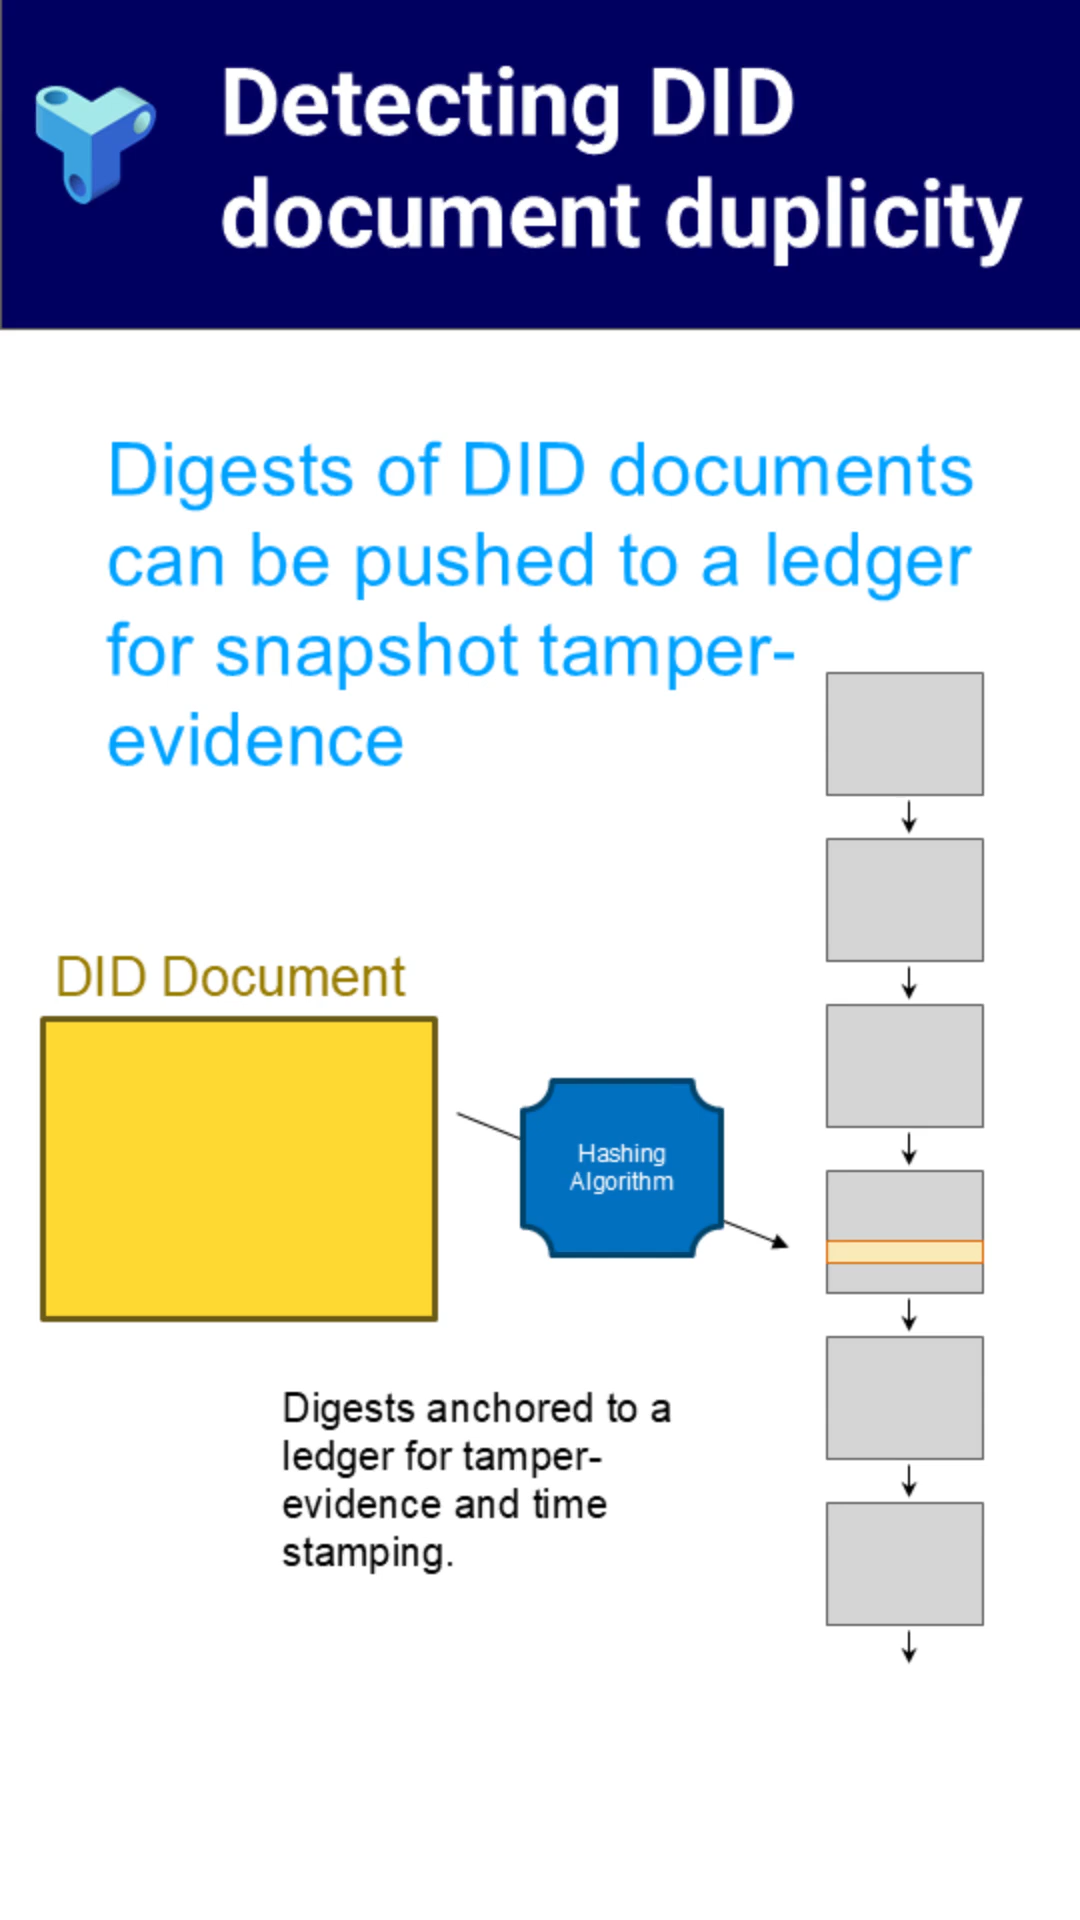 Detecting DID
document duplicity
Digests of DID documents
can be pushed to a ledger
for snapshot tamper-
evidence
DID Document
Hashing
Algorithm
Digests anchored to a
ledger for tamper-
evidence and time
stamping.